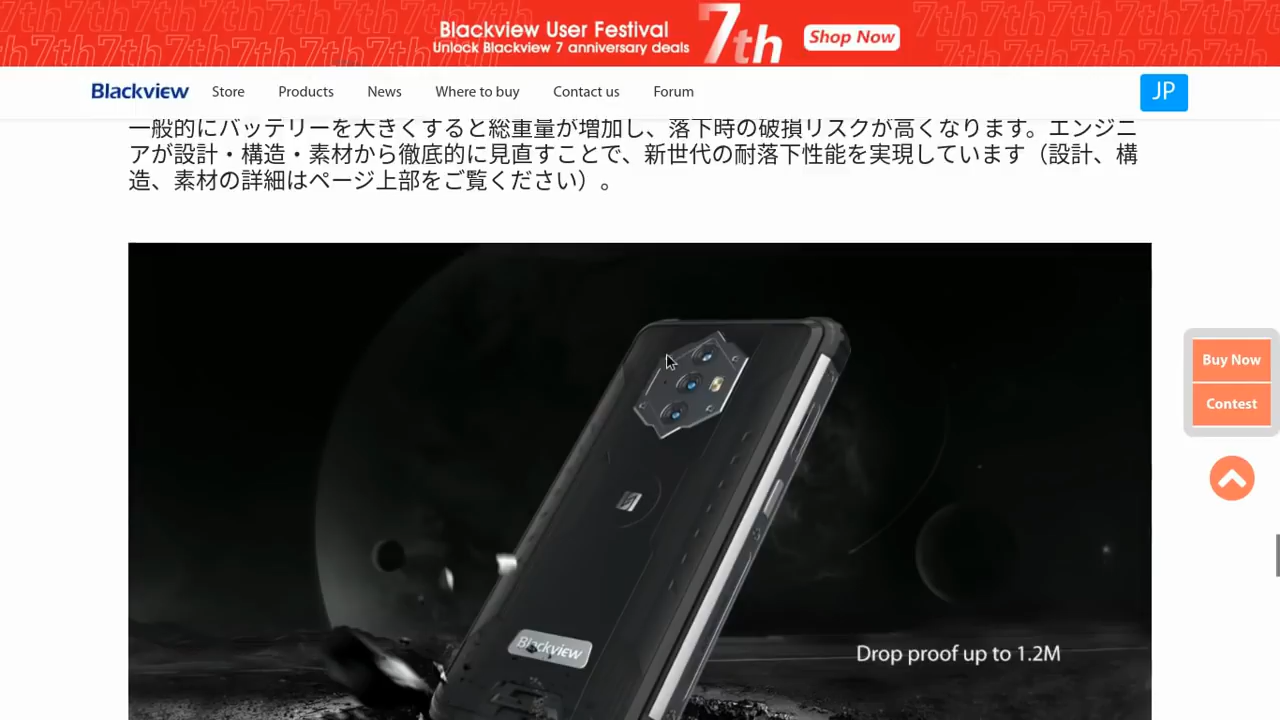 Blackview User Festival
Unlock Blackview 7 anniversary deals
7th
Shop Now
Blackview
Store
Products
News
Where to buy
Contact us
Forum
JP
一般的にバッテリーを大きくすると総重量が増加し、落下時の破損リスクが高くなります。エンジニ
アが設計・構造・素材から徹底的に見直すことで、新世代の耐落下性能を実現しています（設計、構
造、素材の詳細はページ上部をご覧ください）。
Buy Now
Contest
Blackview
Drop proof up to 1.2M